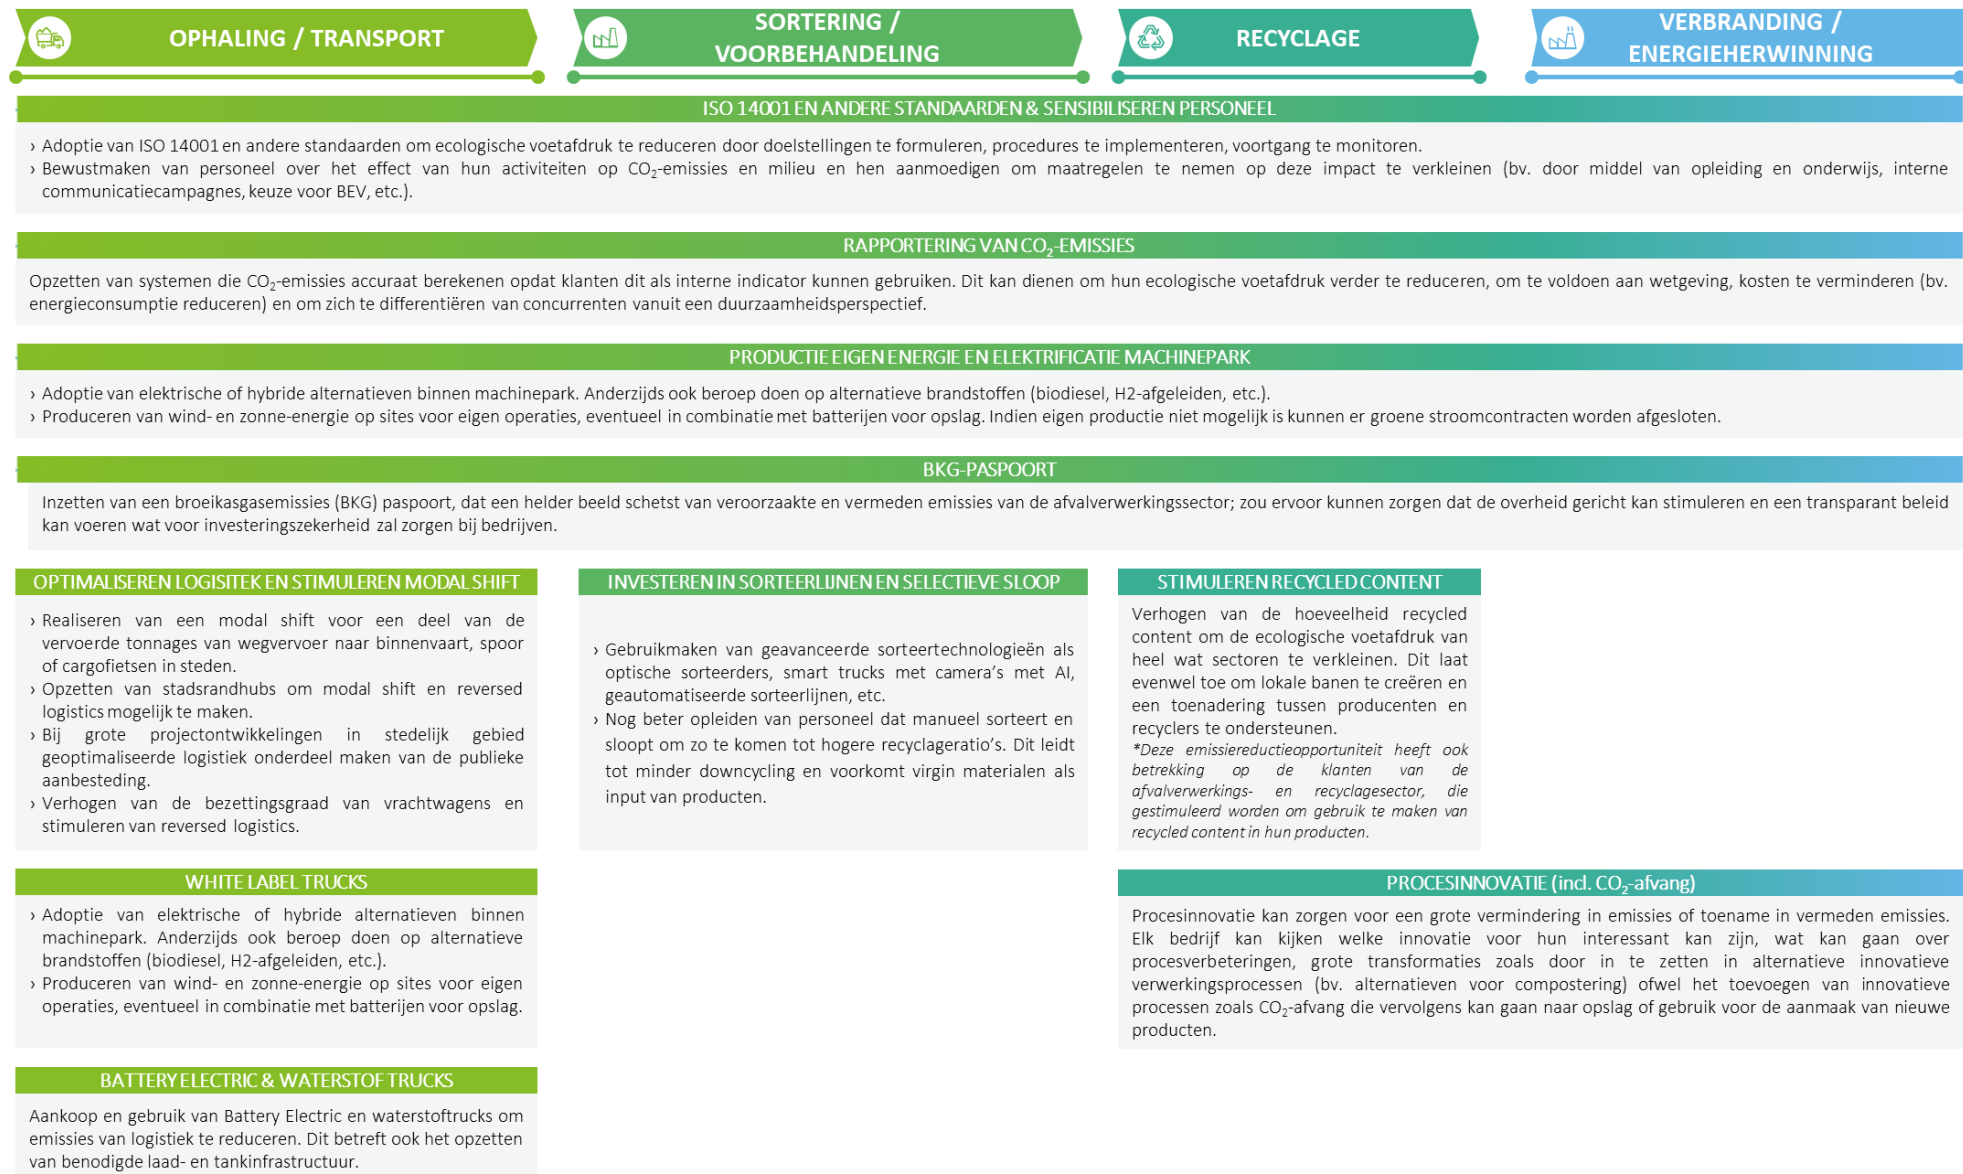 OPHALING / TRANSPORT
SORTERING /
VOORBEHANDELING
RECYCLAGE
VERBRANDING /
ENERGIEHERWINNING
ISO 14001 EN ANDERE STANDAARDEN & SENSIBILISEREN PERSONEEL
› Adoptie van ISO 14001 en andere standaarden om ecologische voetafdruk te reduceren door doelstellingen te formuleren, procedures te implementeren, voortgang te monitoren.
› Bewustmaken van personeel over het effect van hun activiteiten op CO₂-emissies en milieu en hen aanmoedigen om maatregelen te nemen op deze impact te verkleinen (bv. door middel van opleiding en onderwijs, interne
communicatiecampagnes, keuze voor BEV, etc.).
RAPPORTERING VAN CO₂-EMISSIES
Opzetten van systemen die CO₂-emissies accuraat berekenen opdat klanten dit als interne indicator kunnen gebruiken. Dit kan dienen om hun ecologische voetafdruk verder te reduceren, om te voldoen aan wetgeving, kosten te verminderen (bv.
energieconsumptie reduceren) en om zich te differentiëren van concurrenten vanuit een duurzaamheidsperspectief.
PRODUCTIE EIGEN ENERGIE EN ELEKTRIFICATIE MACHINEPARK
› Adoptie van elektrische of hybride alternatieven binnen machinepark. Anderzijds ook beroep doen op alternatieve brandstoffen (biodiesel, H2-afgeleiden, etc.).
› Produceren van wind- en zonne-energie op sites voor eigen operaties, eventueel in combinatie met batterijen voor opslag. Indien eigen productie niet mogelijk is kunnen er groene stroomcontracten worden afgesloten.
BKG-PASPOORT
Inzetten van een broeikasgasemissies (BKG) paspoort, dat een helder beeld schetst van veroorzaakte en vermeden emissies van de afvalverwerkingssector; zou ervoor kunnen zorgen dat de overheid gericht kan stimuleren en een transparant beleid
kan voeren wat voor investeringszekerheid zal zorgen bij bedrijven.
OPTIMALISEREN LOGISITEK EN STIMULEREN MODAL SHIFT
› Realiseren van een modal shift voor een deel van de
vervoerde tonnages van wegvervoer naar binnenvaart, spoor
of cargofietsen in steden.
› Opzetten van stadsrandhubs om modal shift en reversed
logistics mogelijk te maken.
› Bij grote projectontwikkelingen in stedelijk gebied
geoptimaliseerde logistiek onderdeel maken van de publieke
aanbesteding.
› Verhogen van de bezettingsgraad van vrachtwagens en
stimuleren van reversed logistics.
INVESTEREN IN SORTEERLIJNEN EN SELECTIEVE SLOOP
› Gebruikmaken van geavanceerde sorteertechnologieën als
optische sorteerders, smart trucks met camera's met AI,
geautomatiseerde sorteerlijnen, etc.
› Nog beter opleiden van personeel dat manueel sorteert en
sloopt om zo te komen tot hogere recyclageratio's. Dit leidt
tot minder downcycling en voorkomt virgin materialen als
input van producten.
STIMULEREN RECYCLED CONTENT
Verhogen van de hoeveelheid recycled
content om de ecologische voetafdruk van
heel wat sectoren te verkleinen. Dit laat
evenwel toe om lokale banen te creëren en
een toenadering tussen producenten en
recyclers te ondersteunen.
*Deze emissiereductieopportuniteit heeft ook
betrekking op de klanten van de
afvalverwerkings- en recyclagesector, die
gestimuleerd worden om gebruik te maken van
recycled content in hun producten.
WHITE LABEL TRUCKS
› Adoptie van elektrische of hybride alternatieven binnen
machinepark. Anderzijds ook beroep doen op alternatieve
brandstoffen (biodiesel, H2-afgeleiden, etc.).
› Produceren van wind- en zonne-energie op sites voor eigen
operaties, eventueel in combinatie met batterijen voor opslag.
PROCESINNOVATIE (incl. CO₂-afvang)
Procesinnovatie kan zorgen voor een grote vermindering in emissies of toename in vermeden emissies.
Elk bedrijf kan kijken welke innovatie voor hun interessant kan zijn, wat kan gaan over
procesverbeteringen, grote transformaties zoals door in te zetten in alternatieve innovatieve
verwerkingsprocessen (bv. alternatieven voor compostering) ofwel het toevoegen van innovatieve
processen zoals CO₂-afvang die vervolgens kan gaan naar opslag of gebruik voor de aanmaak van nieuwe
producten.
BATTERY ELECTRIC & WATERSTOF TRUCKS
Aankoop en gebruik van Battery Electric en waterstoftrucks om
emissies van logistiek te reduceren. Dit betreft ook het opzetten
van benodigde laad- en tankinfrastructuur.